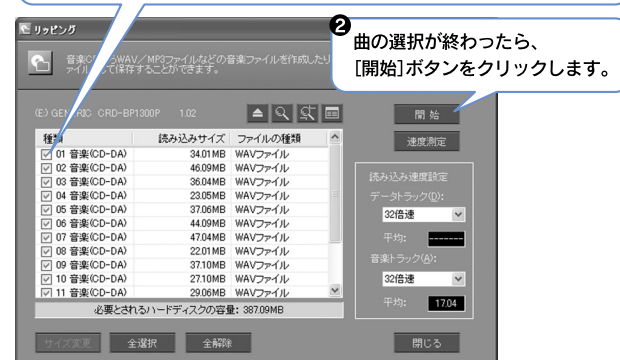 リッピング
❷
曲の選択が終わったら、
[開始]ボタンをクリックします。
音楽CDからWAV/MP3ファイルなどの音楽ファイルを作成したり
ファイルとして保存することができます。
(E) GENERIC CRD-BP1300P 1.02
開 始
速度測定
種類 読み込みサイズ ファイルの種類
01 音楽(CD-DA) 34.01MB WAVファイル
02 音楽(CD-DA) 46.09MB WAVファイル
03 音楽(CD-DA) 36.04MB WAVファイル
04 音楽(CD-DA) 23.05MB WAVファイル
05 音楽(CD-DA) 37.06MB WAVファイル
06 音楽(CD-DA) 44.09MB WAVファイル
07 音楽(CD-DA) 47.04MB WAVファイル
08 音楽(CD-DA) 22.01MB WAVファイル
09 音楽(CD-DA) 37.10MB WAVファイル
10 音楽(CD-DA) 27.10MB WAVファイル
11 音楽(CD-DA) 29.06MB WAVファイル
必要とされるハードディスクの容量: 387.09MB
読み込み速度設定
データトラック(D):
32倍速
平均: -------
音楽トラック(A):
32倍速
平均: 17.04
サイズ変更 全選択 全解除 閉じる